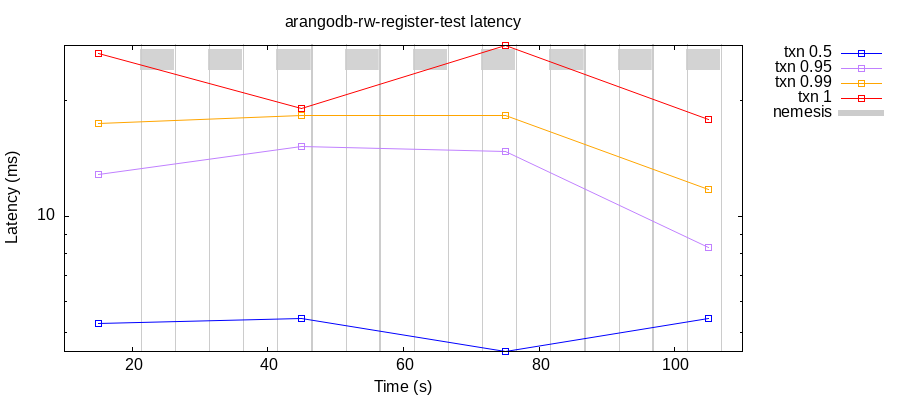 arangodb-rw-register-test latency
txn 0.5
txn 0.95
txn 0.99
txn 1
nemesis
Latency (ms)
10
20 40 60 80 100
Time (s)